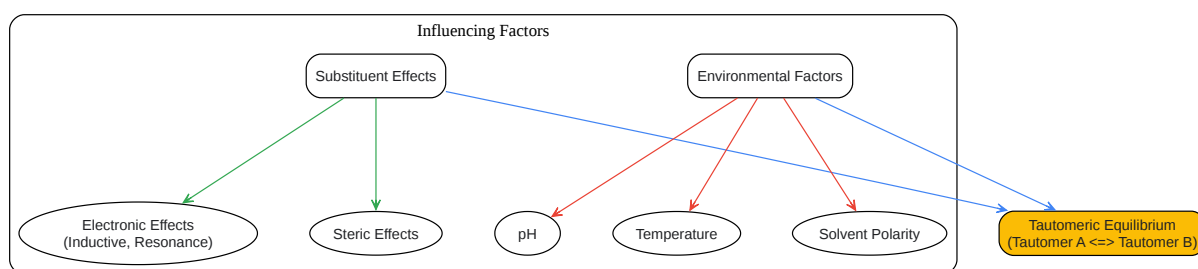 Influencing Factors
Substituent Effects
Environmental Factors
Electronic Effects
(Inductive, Resonance)
Steric Effects
pH
Temperature
Solvent Polarity
Tautomeric Equilibrium
(Tautomer A <=> Tautomer B)